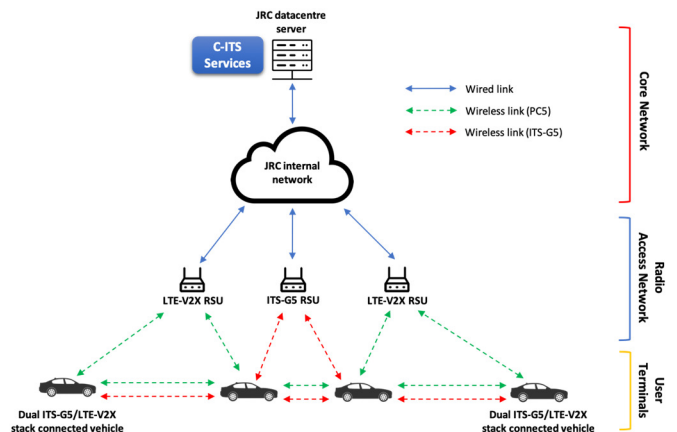 JRC datacentre
server
C-ITS
Services
Wired link
Wireless link (PC5)
Wireless link (ITS-G5)
Core Network
JRC internal
network
Radio
Access Network
LTE-V2X RSU
ITS-G5 RSU
LTE-V2X RSU
User
Terminals
Dual ITS-G5/LTE-V2X
stack connected vehicle
Dual ITS-G5/LTE-V2X
stack connected vehicle